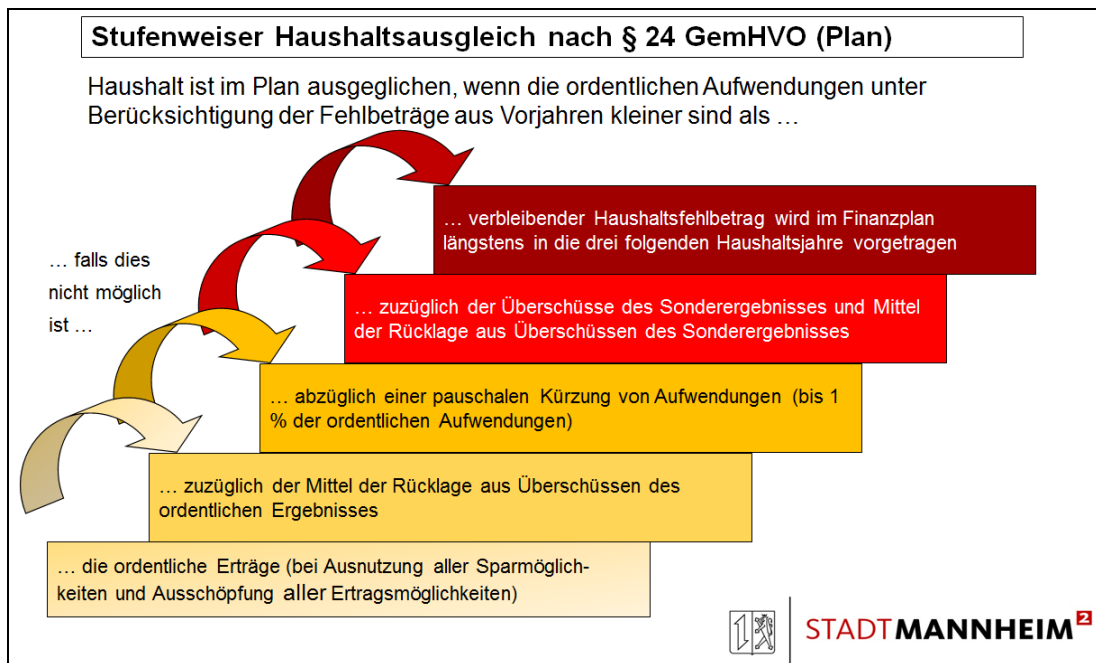 Stufenweiser Haushaltsausgleich nach § 24 GemHVO (Plan)
Haushalt ist im Plan ausgeglichen, wenn die ordentlichen Aufwendungen unter
Berücksichtigung der Fehlbeträge aus Vorjahren kleiner sind als …
… verbleibender Haushaltsfehlbetrag wird im Finanzplan
längstens in die drei folgenden Haushaltsjahre vorgetragen
… falls dies
nicht möglich
ist …
… zuzüglich der Überschüsse des Sonderergebnisses und Mittel
der Rücklage aus Überschüssen des Sonderergebnisses
… abzüglich einer pauschalen Kürzung von Aufwendungen (bis 1
% der ordentlichen Aufwendungen)
… zuzüglich der Mittel der Rücklage aus Überschüssen des
ordentlichen Ergebnisses
… die ordentliche Erträge (bei Ausnutzung aller Sparmöglich-
keiten und Ausschöpfung aller Ertragsmöglichkeiten)
STADTMANNHEIM²